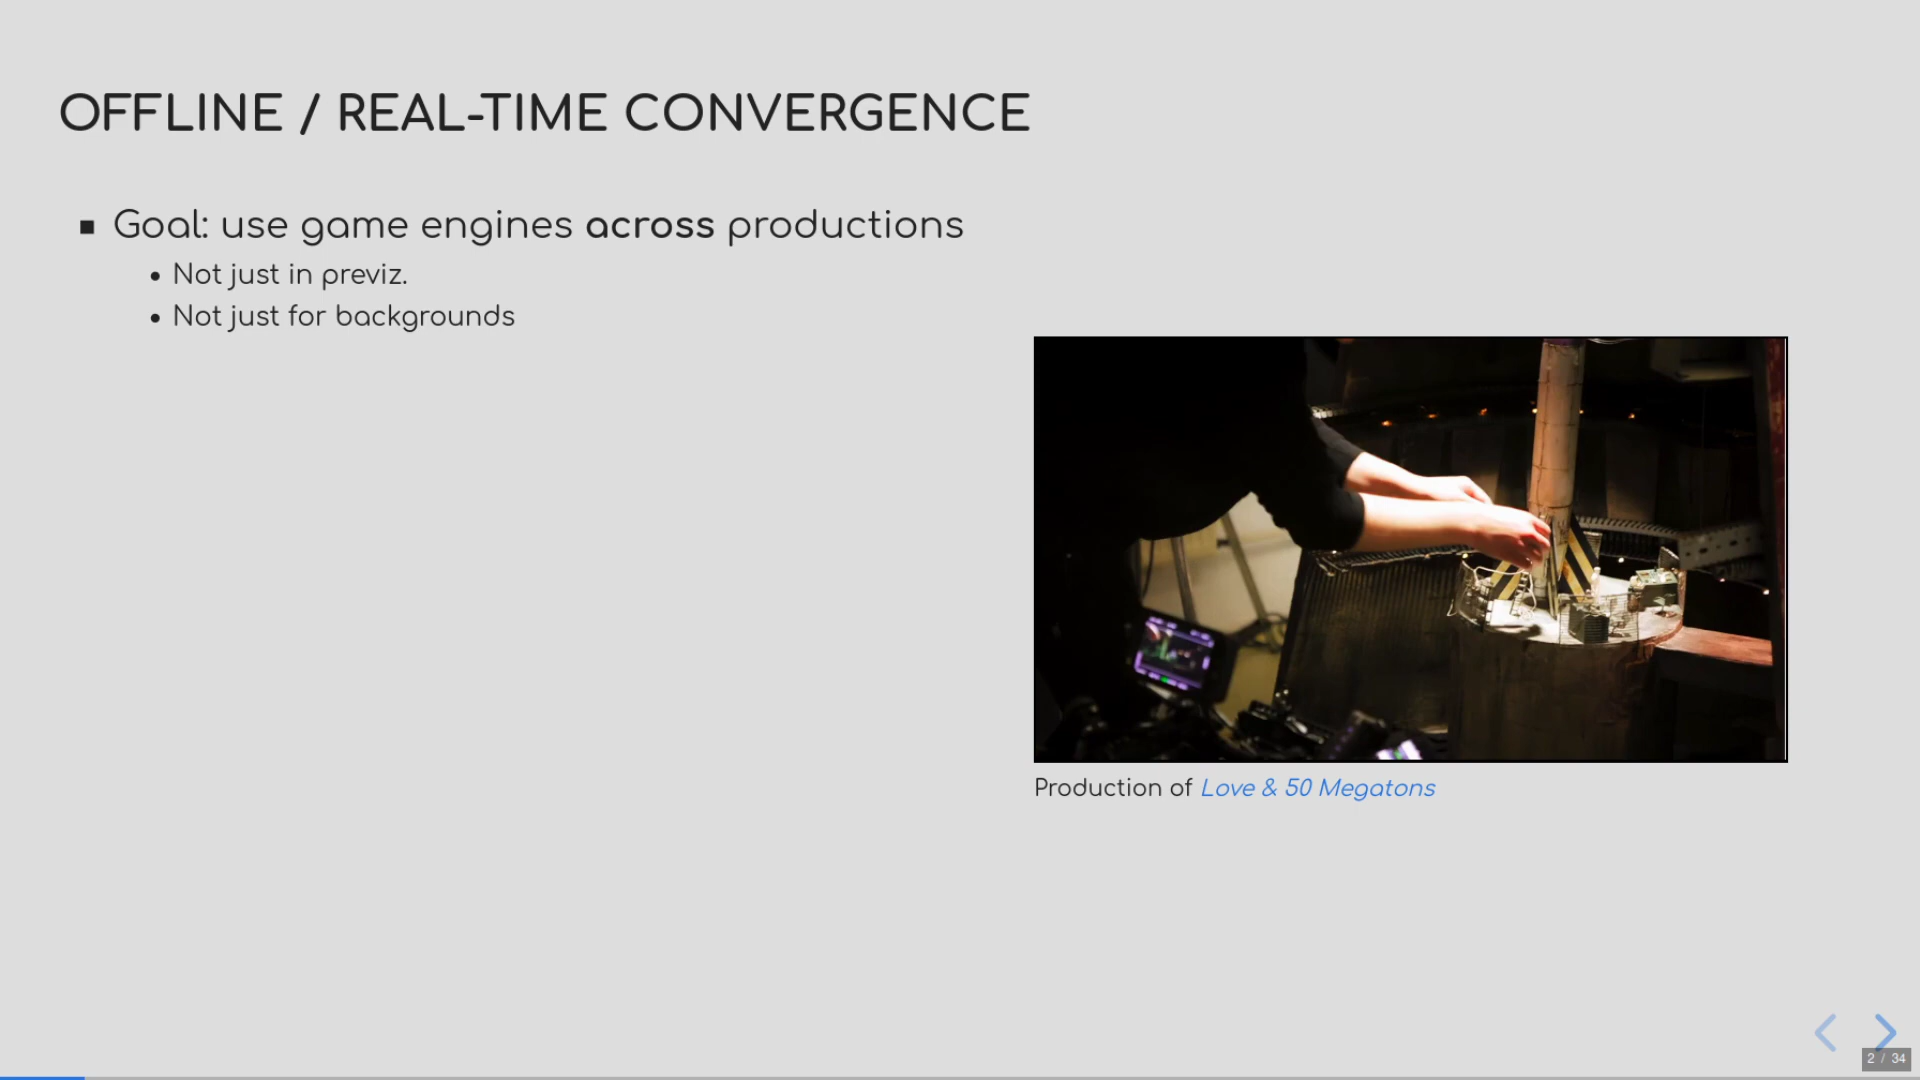 OFFLINE / REAL-TIME CONVERGENCE
Goal: use game engines across productions
Not just in previz.
Not just for backgrounds
Production of Love & 50 Megatons
2 / 34